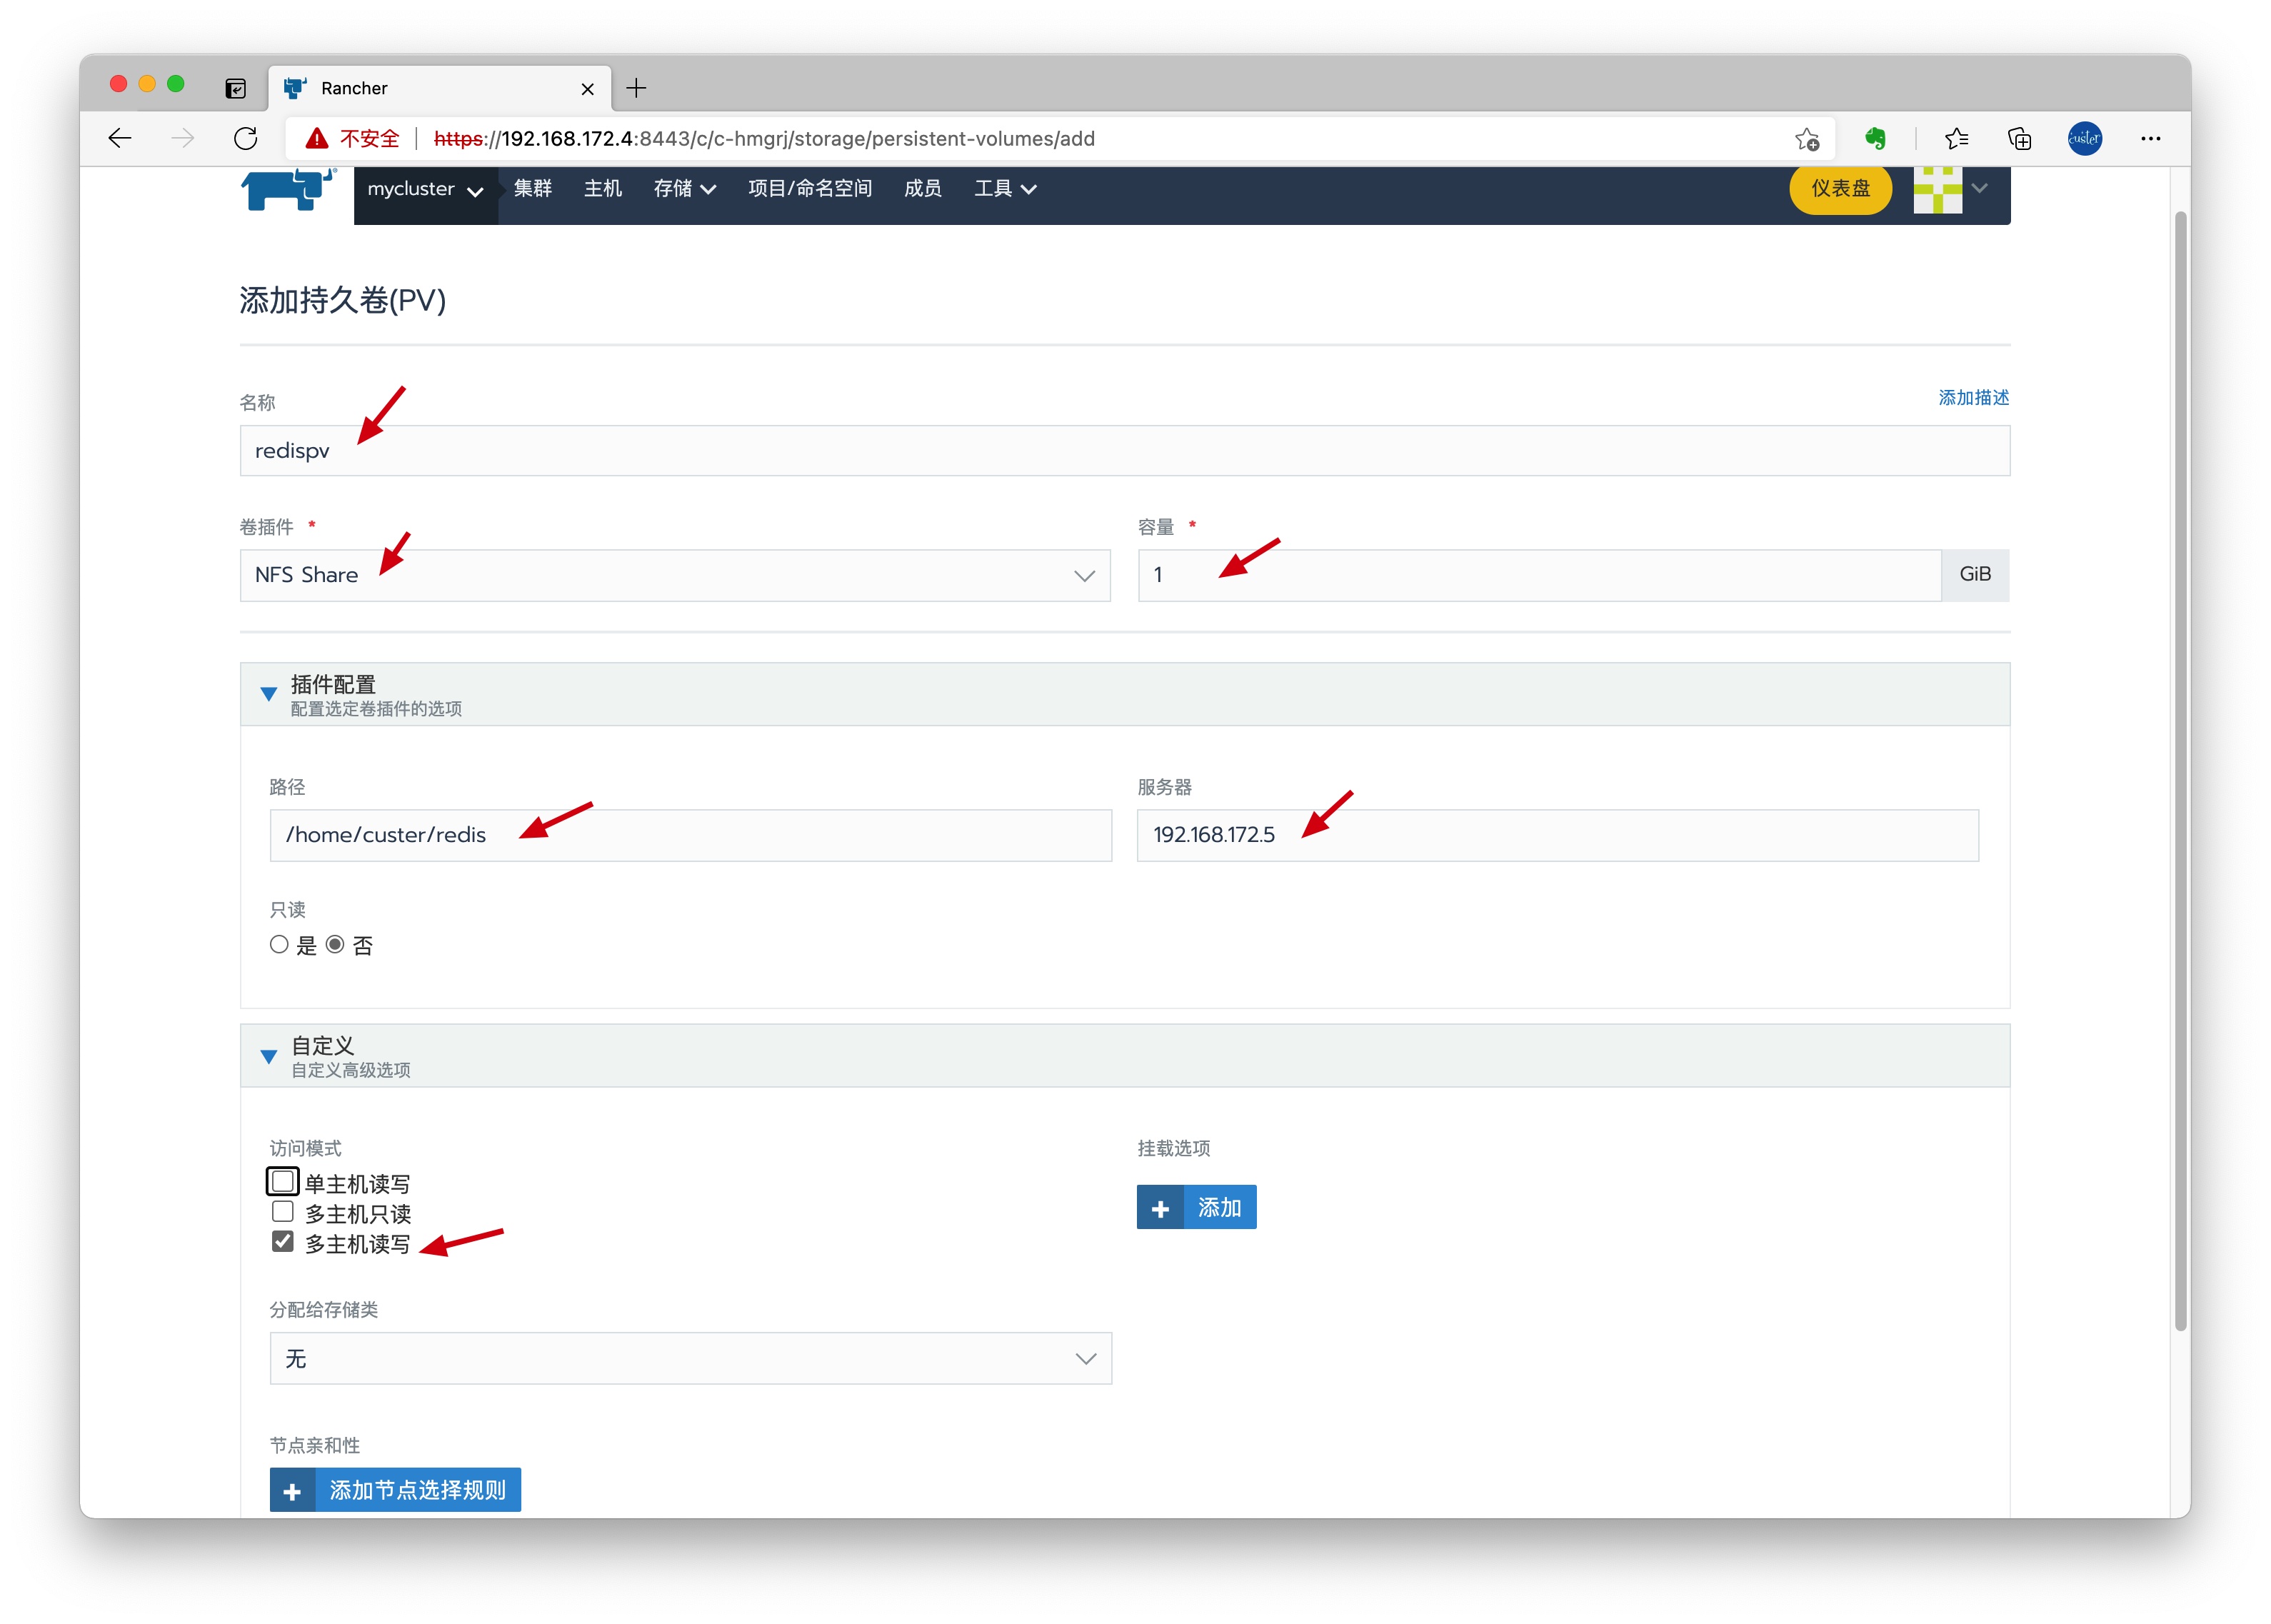 Rancher
不安全 https://192.168.172.4:8443/c/c-hmgrj/storage/persistent-volumes/add
custer
mycluster 集群 主机 存储 项目/命名空间 成员 工具 仪表盘
添加持久卷(PV)
名称 添加描述
redispv
卷插件 * 容量 *
NFS Share 1 GiB
插件配置
配置选定卷插件的选项
路径 服务器
/home/custer/redis 192.168.172.5
只读
是 否
自定义
自定义高级选项
访问模式 挂载选项
单主机读写
多主机只读 添加
多主机读写
分配给存储类
无
节点亲和性
添加节点选择规则